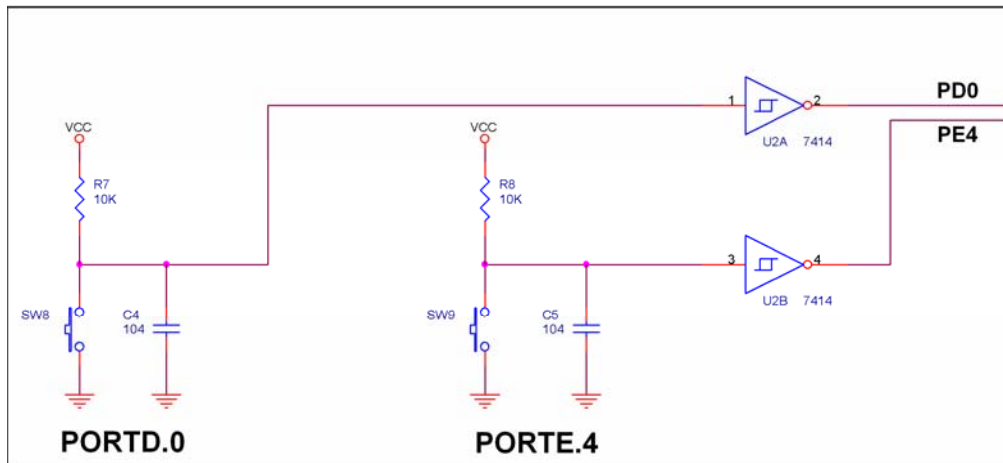 PD0
1
2
VCC
VCC
PE4
U2A 7414
R7
10K
R8
10K
3
4
SW8
C4
104
SW9
C5
104
U2B 7414
PORTD.0
PORTE.4